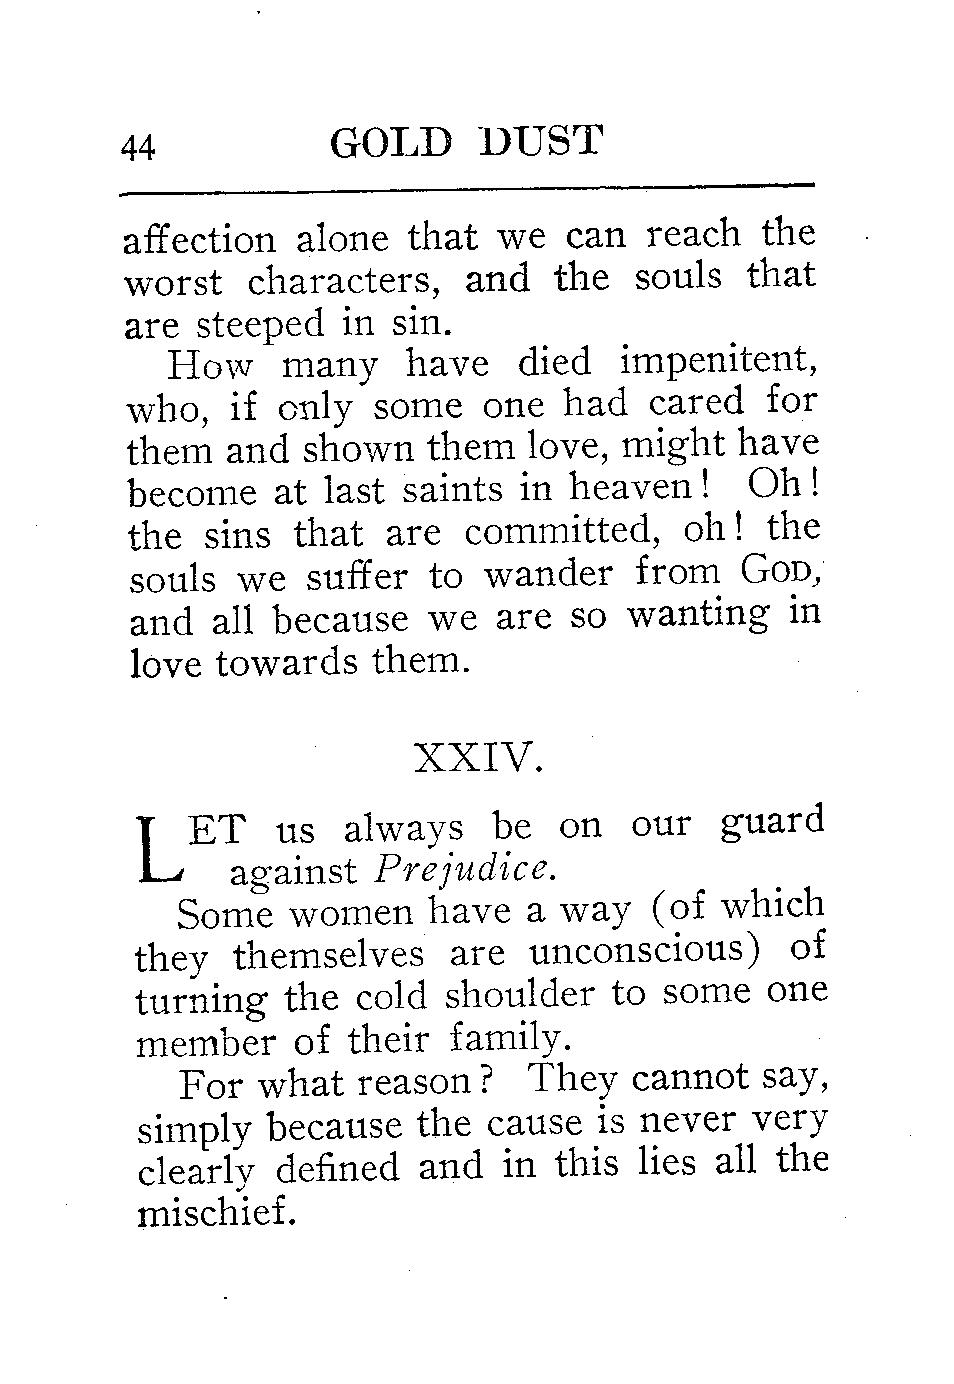 44 GOLD DUST
affection alone that we can reach the
worst characters, and the souls that
are steeped in sin.
How many have died impenitent,
who, if only some one had cared for
them and shown them love, might have
become at last saints in heaven! Oh!
the sins that are committed, oh! the
souls we suffer to wander from GOD,
and all because we are so wanting in
love towards them.
XXIV.
LET us always be on our guard
against Prejudice.
Some women have a way (of which
they themselves are unconscious) of
turning the cold shoulder to some one
member of their family.
For what reason? They cannot say,
simply because the cause is never very
clearly defined and in this lies all the
mischief.